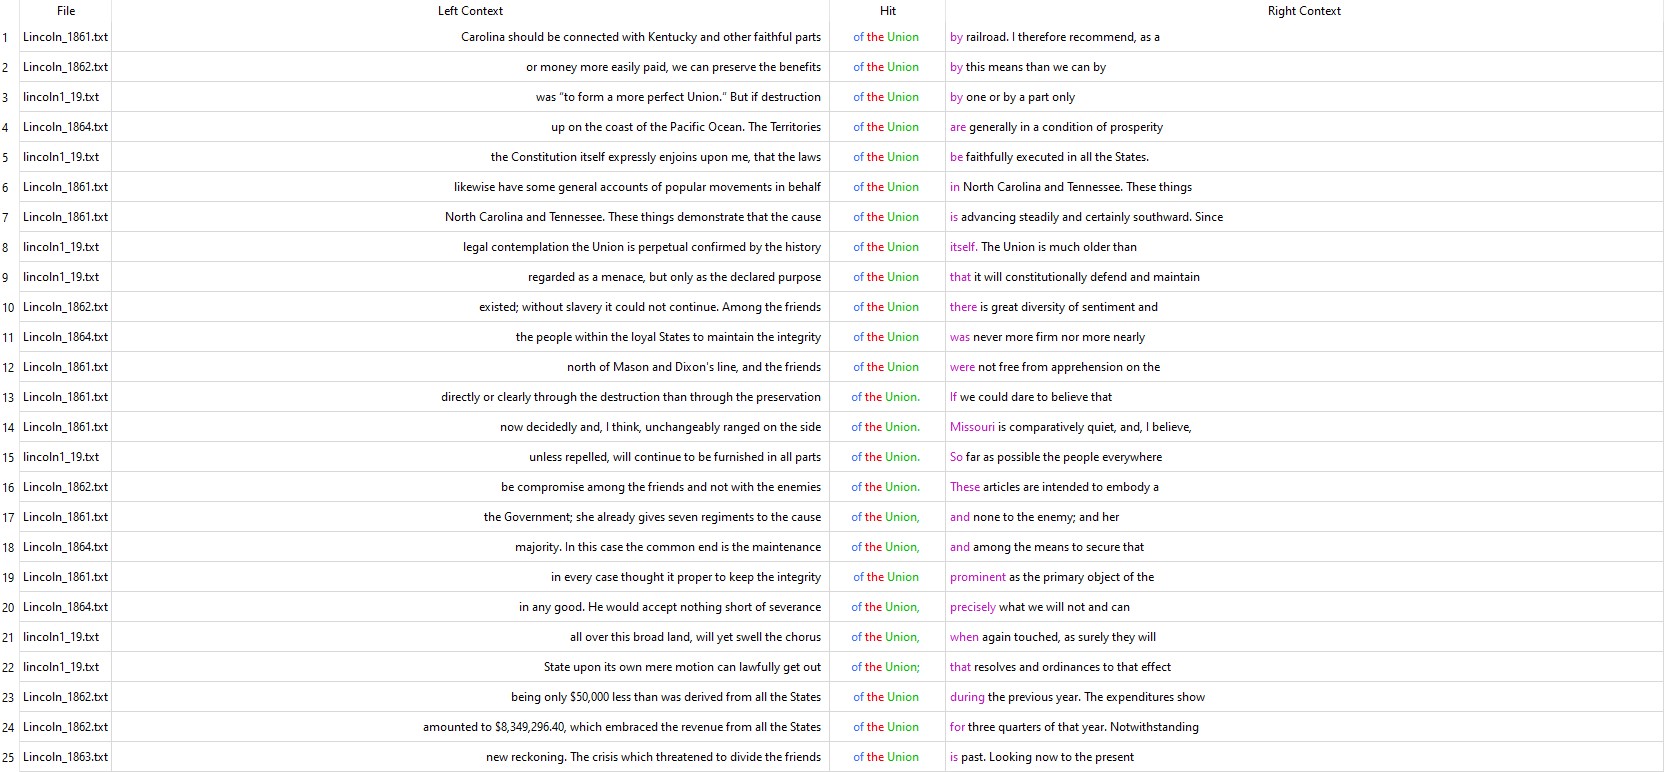 File Left Context Hit Right Context
1 Lincoln_1861.txt Carolina should be connected with Kentucky and other faithful parts of the Union by railroad. I therefore recommend, as a
2 Lincoln_1862.txt or money more easily paid, we can preserve the benefits of the Union by this means than we can by
3 lincoln1_19.txt was “to form a more perfect Union.” But if destruction of the Union by one or by a part only
4 Lincoln_1864.txt up on the coast of the Pacific Ocean. The Territories of the Union are generally in a condition of prosperity
5 lincoln1_19.txt the Constitution itself expressly enjoins upon me, that the laws of the Union be faithfully executed in all the States.
6 Lincoln_1861.txt likewise have some general accounts of popular movements in behalf of the Union in North Carolina and Tennessee. These things
7 Lincoln_1861.txt North Carolina and Tennessee. These things demonstrate that the cause of the Union is advancing steadily and certainly southward. Since
8 lincoln1_19.txt legal contemplation the Union is perpetual confirmed by the history of the Union itself. The Union is much older than
9 lincoln1_19.txt regarded as a menace, but only as the declared purpose of the Union that it will constitutionally defend and maintain
10 Lincoln_1862.txt existed; without slavery it could not continue. Among the friends of the Union there is great diversity of sentiment and
11 Lincoln_1864.txt the people within the loyal States to maintain the integrity of the Union was never more firm nor more nearly
12 Lincoln_1861.txt north of Mason and Dixon's line, and the friends of the Union were not free from apprehension on the
13 Lincoln_1861.txt directly or clearly through the destruction than through the preservation of the Union. If we could dare to believe that
14 Lincoln_1861.txt now decidedly and, I think, unchangeably ranged on the side of the Union. Missouri is comparatively quiet, and, I believe,
15 lincoln1_19.txt unless repelled, will continue to be furnished in all parts of the Union. So far as possible the people everywhere
16 Lincoln_1862.txt be compromise among the friends and not with the enemies of the Union. These articles are intended to embody a
17 Lincoln_1861.txt the Government; she already gives seven regiments to the cause of the Union, and none to the enemy; and her
18 Lincoln_1864.txt majority. In this case the common end is the maintenance of the Union, and among the means to secure that
19 Lincoln_1861.txt in every case thought it proper to keep the integrity of the Union prominent as the primary object of the
20 Lincoln_1864.txt in any good. He would accept nothing short of severance of the Union, precisely what we will not and can
21 lincoln1_19.txt all over this broad land, will yet swell the chorus of the Union, when again touched, as surely they will
22 lincoln1_19.txt State upon its own mere motion can lawfully get out of the Union; that resolves and ordinances to that effect
23 Lincoln_1862.txt being only $50,000 less than was derived from all the States of the Union during the previous year. The expenditures show
24 Lincoln_1862.txt amounted to $8,349,296.40, which embraced the revenue from all the States of the Union for three quarters of that year. Notwithstanding
25 Lincoln_1863.txt new reckoning. The crisis which threatened to divide the friends of the Union is past. Looking now to the present